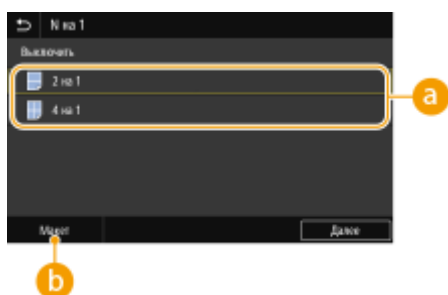 N на 1
Выключить
2 на 1
4 на 1
a
Макет
Далее
b